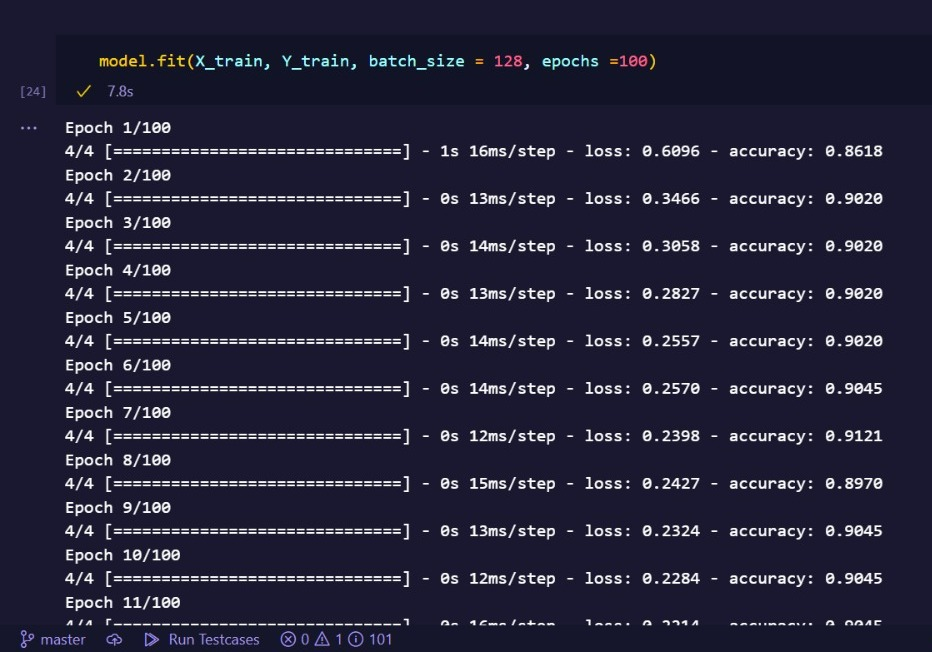 model.fit(X_train, Y_train, batch_size = 128, epochs =100)
[24] 7.8s
... Epoch 1/100
4/4 [==============================] - 1s 16ms/step - loss: 0.6096 - accuracy: 0.8618
Epoch 2/100
4/4 [==============================] - 0s 13ms/step - loss: 0.3466 - accuracy: 0.9020
Epoch 3/100
4/4 [==============================] - 0s 14ms/step - loss: 0.3058 - accuracy: 0.9020
Epoch 4/100
4/4 [==============================] - 0s 13ms/step - loss: 0.2827 - accuracy: 0.9020
Epoch 5/100
4/4 [==============================] - 0s 14ms/step - loss: 0.2557 - accuracy: 0.9020
Epoch 6/100
4/4 [==============================] - 0s 14ms/step - loss: 0.2570 - accuracy: 0.9045
Epoch 7/100
4/4 [==============================] - 0s 12ms/step - loss: 0.2398 - accuracy: 0.9121
Epoch 8/100
4/4 [==============================] - 0s 15ms/step - loss: 0.2427 - accuracy: 0.8970
Epoch 9/100
4/4 [==============================] - 0s 13ms/step - loss: 0.2324 - accuracy: 0.9045
Epoch 10/100
4/4 [==============================] - 0s 12ms/step - loss: 0.2284 - accuracy: 0.9045
Epoch 11/100
4/4 [==============================] - 0s 16ms/step - loss: - accuracy:
master Run Testcases 0 1 101